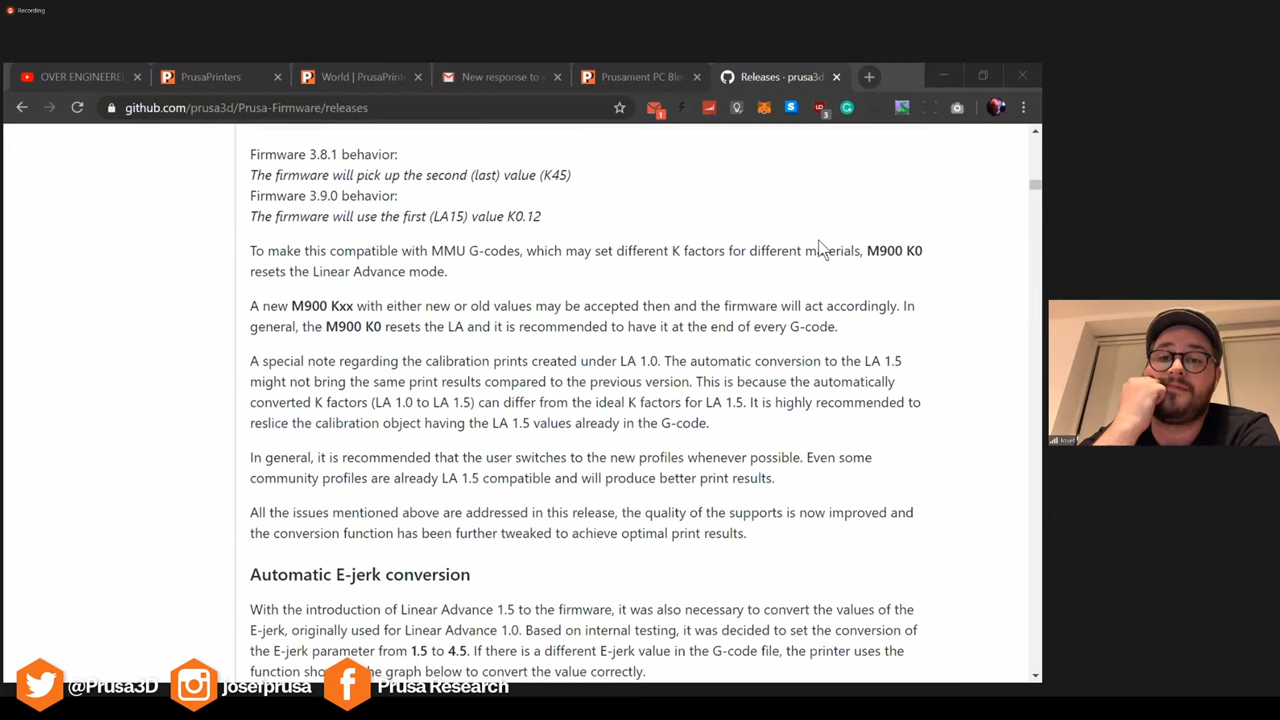 Recording
OVER ENGINEERE
PrusaPrinters
World | PrusaPrinte
New response to y
Prusament PC Ble
Releases · prusa3d
github.com/prusa3d/Prusa-Firmware/releases
1
3
Firmware 3.8.1 behavior:
The firmware will pick up the second (last) value (K45)
Firmware 3.9.0 behavior:
The firmware will use the first (LA15) value K0.12
To make this compatible with MMU G-codes, which may set different K factors for different materials, M900 K0
resets the Linear Advance mode.
A new M900 Kxx with either new or old values may be accepted then and the firmware will act accordingly. In
general, the M900 K0 resets the LA and it is recommended to have it at the end of every G-code.
A special note regarding the calibration prints created under LA 1.0. The automatic conversion to the LA 1.5
might not bring the same print results compared to the previous version. This is because the automatically
converted K factors (LA 1.0 to LA 1.5) can differ from the ideal K factors for LA 1.5. It is highly recommended to
reslice the calibration object having the LA 1.5 values already in the G-code.
In general, it is recommended that the user switches to the new profiles whenever possible. Even some
community profiles are already LA 1.5 compatible and will produce better print results.
All the issues mentioned above are addressed in this release, the quality of the supports is now improved and
the conversion function has been further tweaked to achieve optimal print results.
Automatic E-jerk conversion
With the introduction of Linear Advance 1.5 to the firmware, it was also necessary to convert the values of the
E-jerk, originally used for Linear Advance 1.0. Based on internal testing, it was decided to set the conversion of
the E-jerk parameter from 1.5 to 4.5. If there is a different E-jerk value in the G-code file, the printer uses the
function sho the graph below to convert the value correctly.
Josef
@Prusa3D
josefprusa
Prusa Research